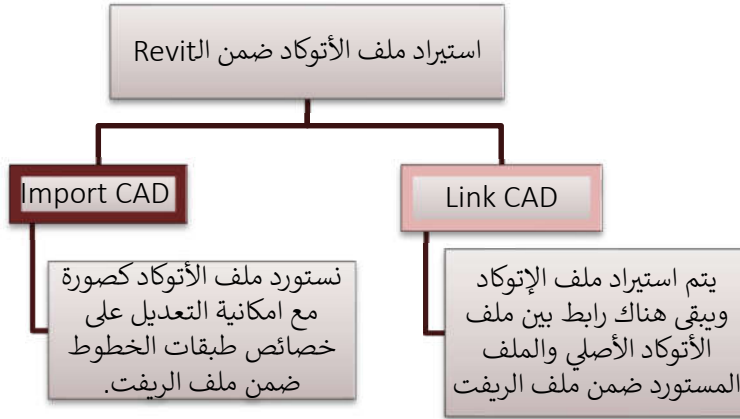 استيراد ملف الأتوكاد ضمن الـRevit
Import CAD
Link CAD
نستورد ملف الأتوكاد كصورة
مع امكانية التعديل على
خصائص طبقات الخطوط
ضمن ملف الريفت.
يتم استيراد ملف الإتوكاد
ويبقى هناك رابط بين ملف
الأتوكاد الأصلي والملف
المستورد ضمن ملف الريفت